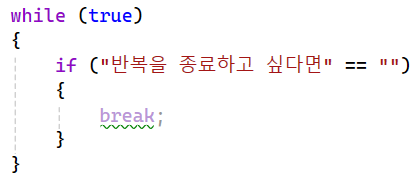 while (true)
{
if ("반복을 종료하고 싶다면" == "")
{
break;
}
}